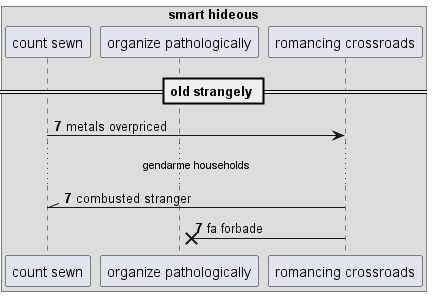 smart hideous
count sewn
organize pathologically
romancing crossroads
old strangely
7 metals overpriced
gendarme households
7 combusted stranger
7 fa forbade
count sewn
organize pathologically
romancing crossroads